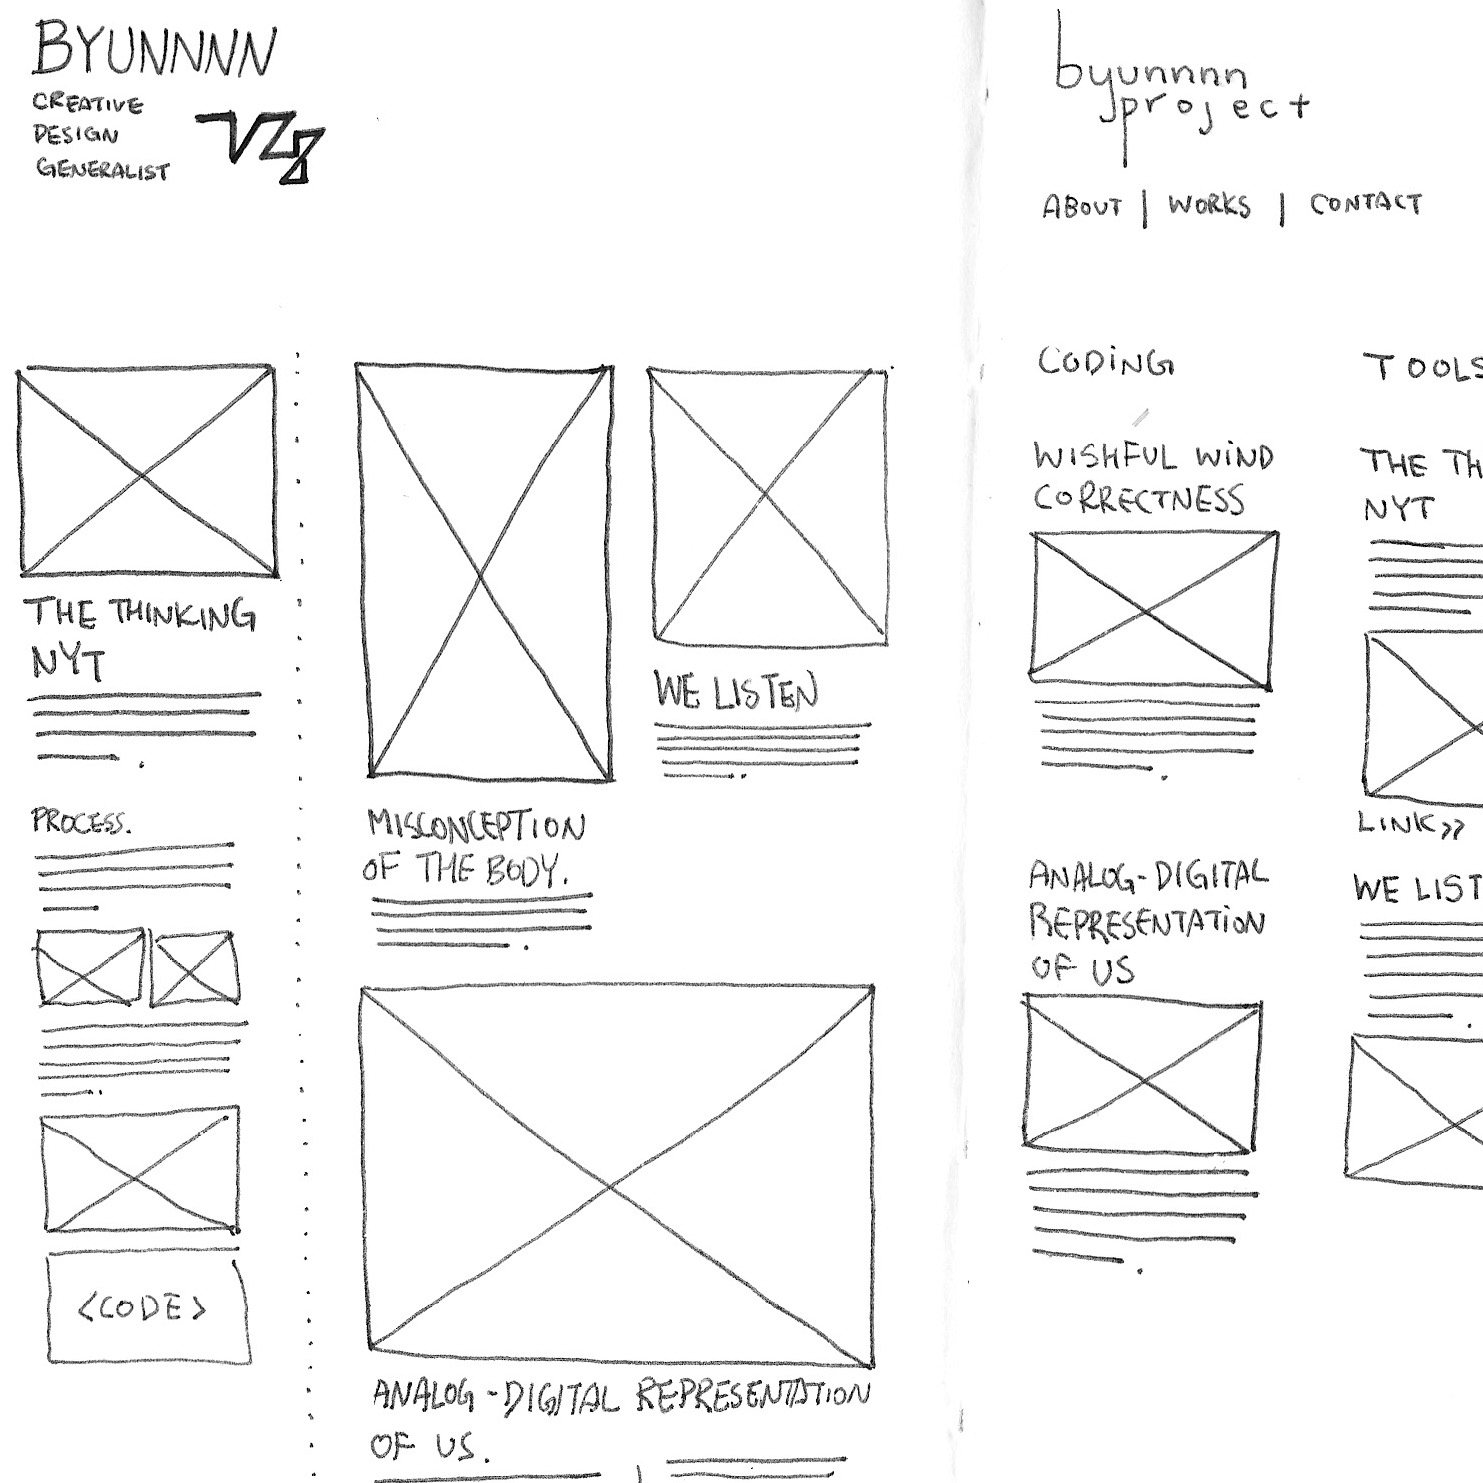 BYUNNNN
CREATIVE
DESIGN
GENERALIST
THE THINKING
NYT
PROCESS.
<CODE>
MISCONCEPTION
OF THE BODY.
WE LISTEN
ANALOG-DIGITAL REPRESENTATION
OF US.
byunnnn
project
ABOUT | WORKS | CONTACT
CODING
WISHFUL WIND
CORRECTNESS
ANALOG-DIGITAL
REPRESENTATION
OF US
TOOLS
THE TH
NYT
LINK>>
WE LIST